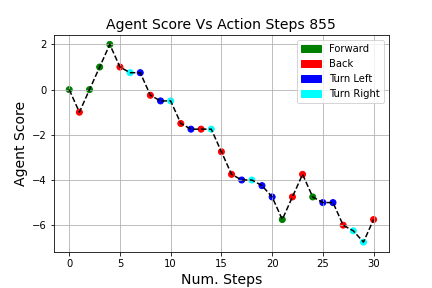 Agent Score Vs Action Steps 855
Agent Score
2
0
−2
−4
−6
Forward
Back
Turn Left
Turn Right
0 5 10 15 20 25 30
Num. Steps